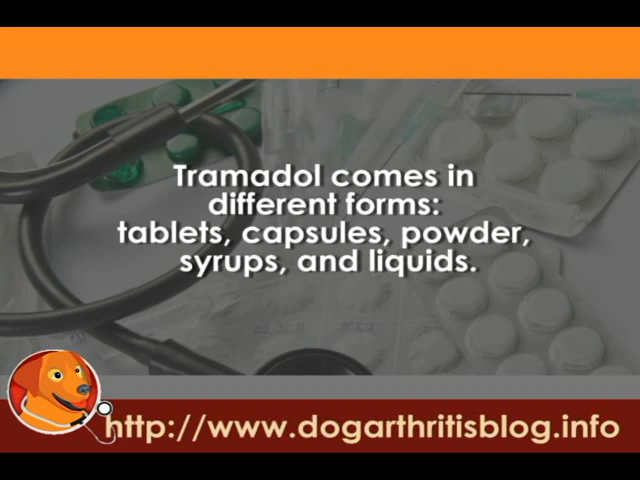 Tramadol comes in
different forms:
tablets, capsules, powder,
syrups, and liquids.
http://www.dogarthritisblog.info